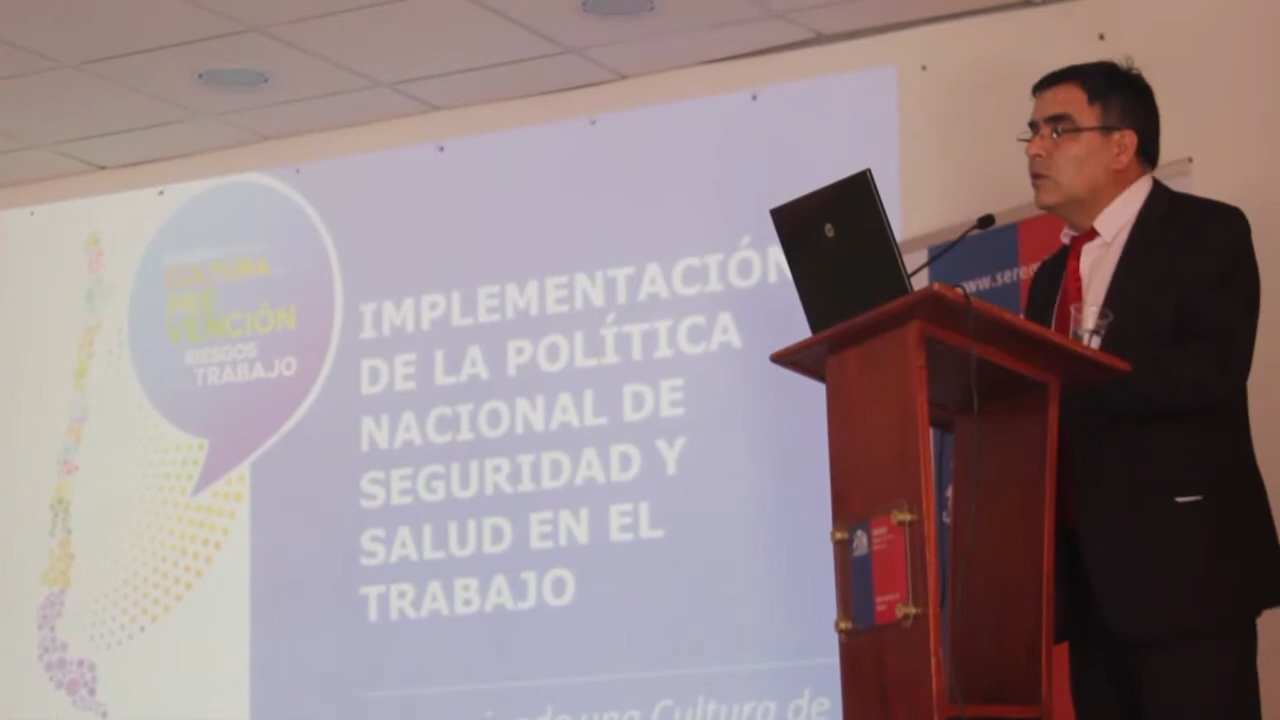 CULTURA
PRE
VENCIÓN
RIESGOS
TRABAJO
IMPLEMENTACIÓN
DE LA POLÍTICA
NACIONAL DE
SEGURIDAD Y
SALUD EN EL
TRABAJO
una Cultura de
www.sere